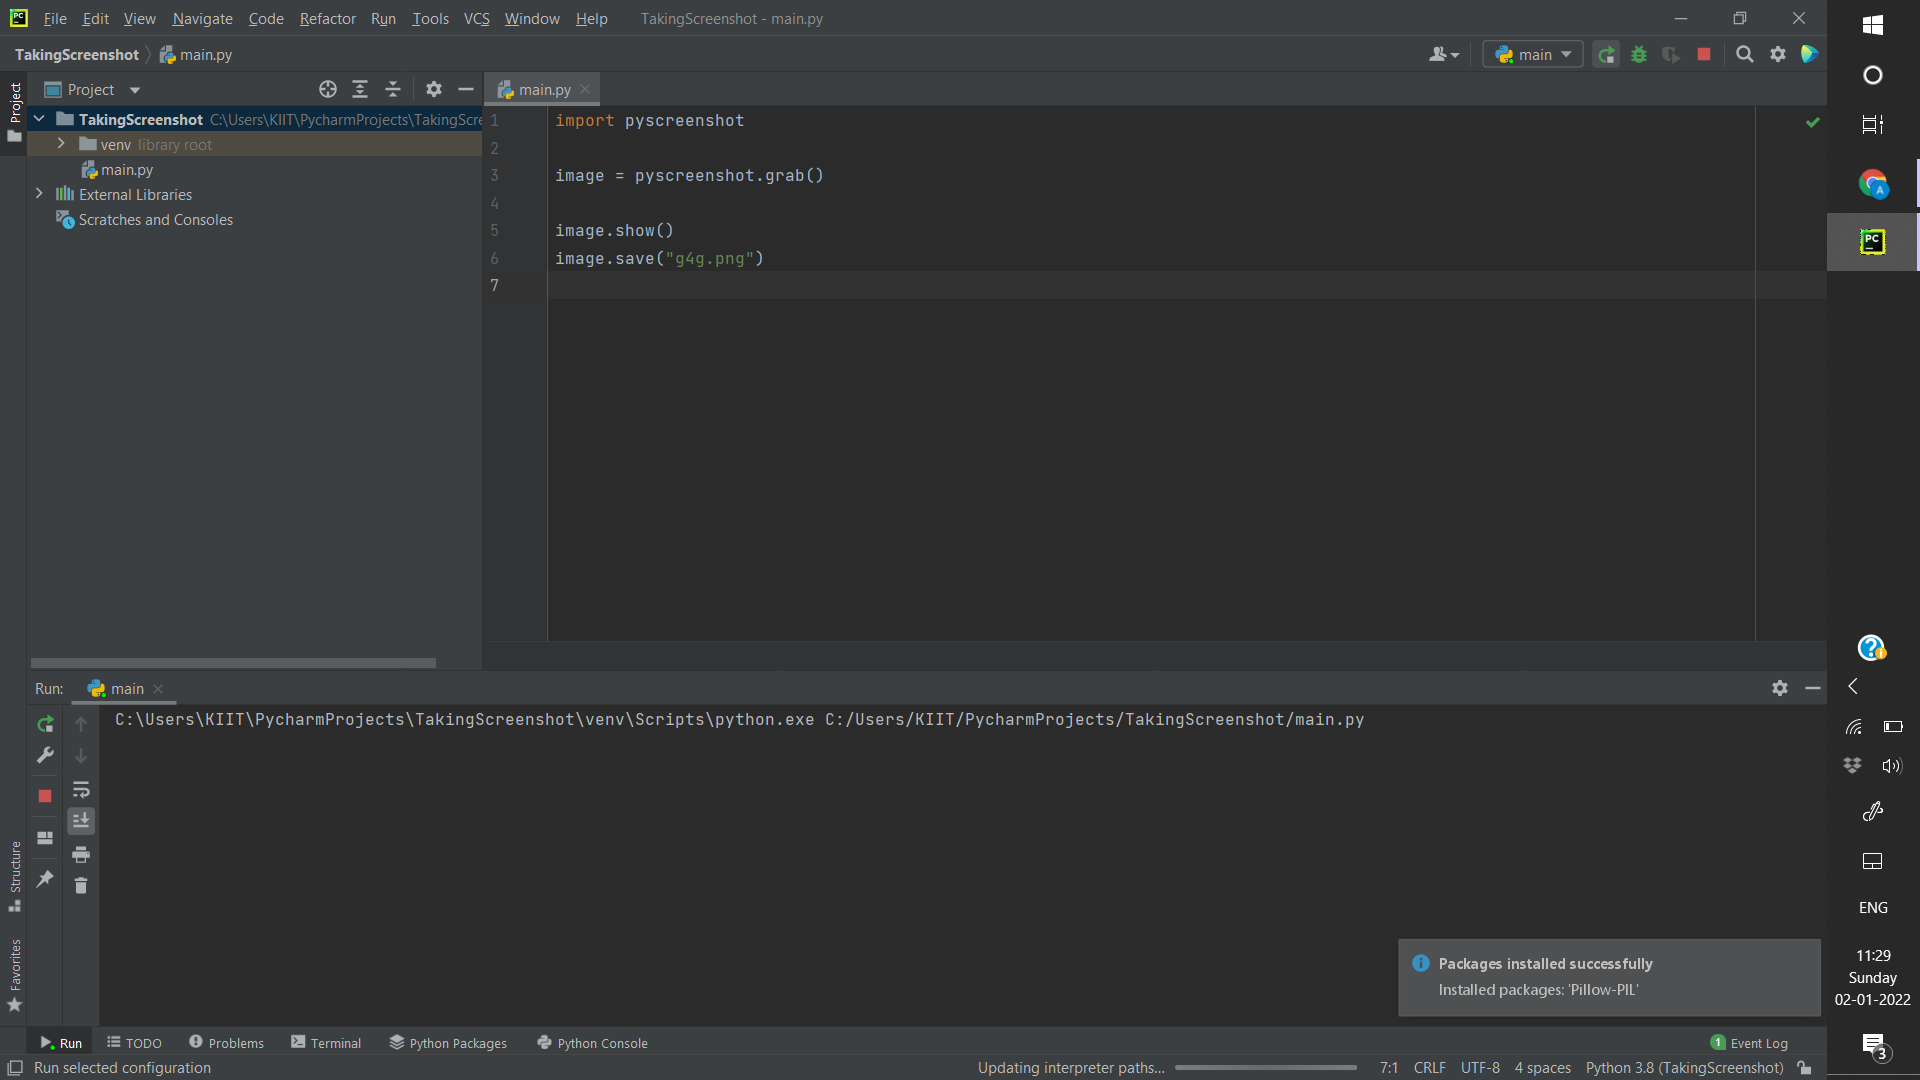 File Edit View Navigate Code Refactor Run Tools VCS Window Help TakingScreenshot - main.py
TakingScreenshot main.py
main
Project
Project
main.py
TakingScreenshot C:\Users\KIIT\PycharmProjects\TakingScre
venv library root
main.py
External Libraries
Scratches and Consoles
1 import pyscreenshot
2
3 image = pyscreenshot.grab()
4
5 image.show()
6 image.save("g4g.png")
7
Run: main
C:\Users\KIIT\PycharmProjects\TakingScreenshot\venv\Scripts\python.exe C:/Users/KIIT/PycharmProjects/TakingScreenshot/main.py
Structure
Favorites
Packages installed successfully
Installed packages: 'Pillow-PIL'
Run TODO Problems Terminal Python Packages Python Console 1 Event Log
Run selected configuration Updating interpreter paths... 7:1 CRLF UTF-8 4 spaces Python 3.8 (TakingScreenshot)
PC
A
PC
ENG
11:29
Sunday
02-01-2022
3